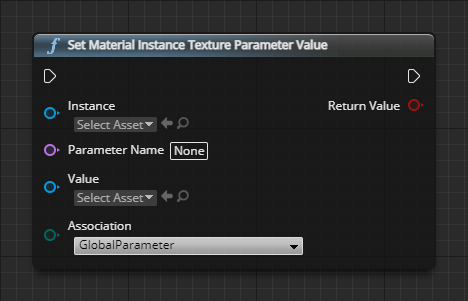 Set Material Instance Texture Parameter Value
Instance
Return Value
Select Asset
Parameter Name None
Value
Select Asset
Association
GlobalParameter